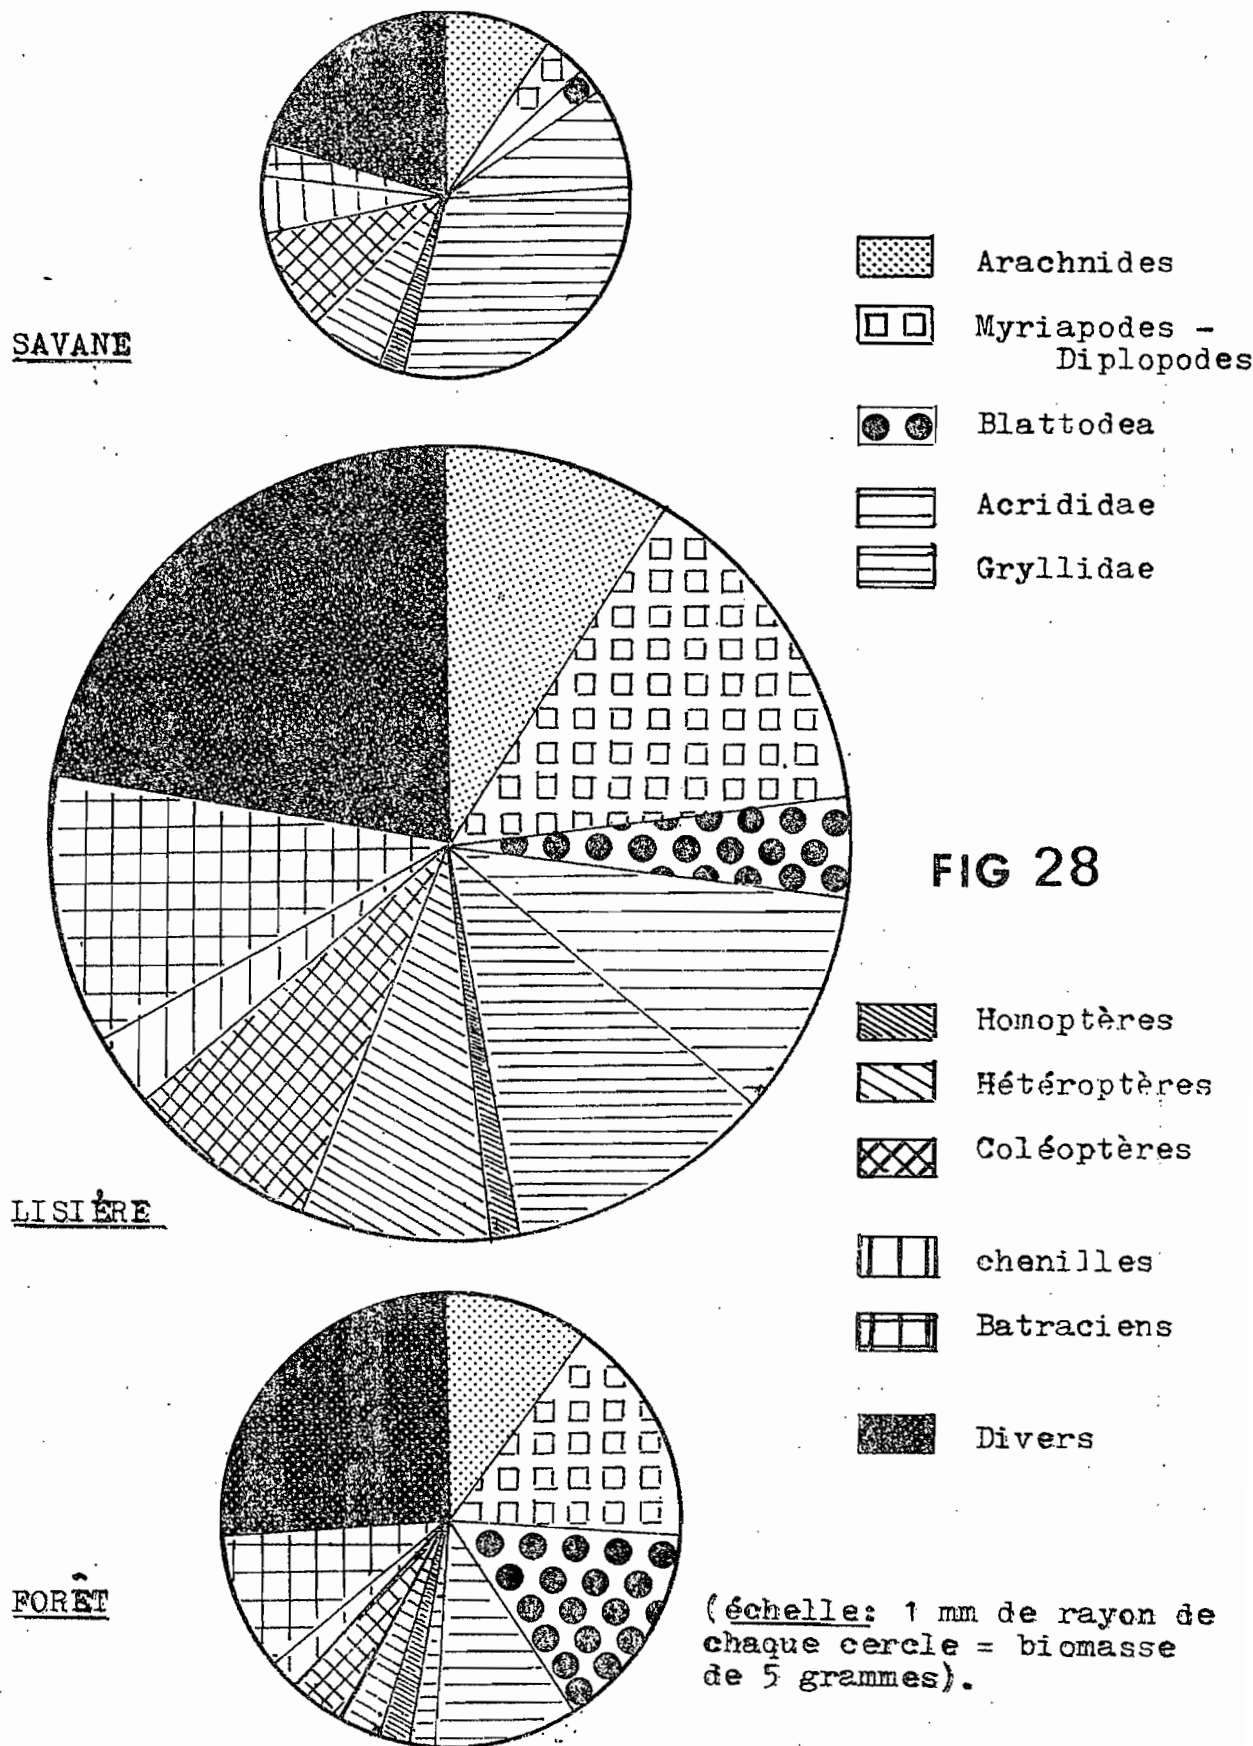 SAVANE
Arachnides
Myriapodes -
Diplopodes
Blattodea
Acrididae
Gryllidae
FIG 28
Homoptères
Hétéroptères
Coléoptères
LISIÈRE
chenilles
Batraciens
Divers
FORÊT
(échelle: 1 mm de rayon de
chaque cercle = biomasse
de 5 grammes).